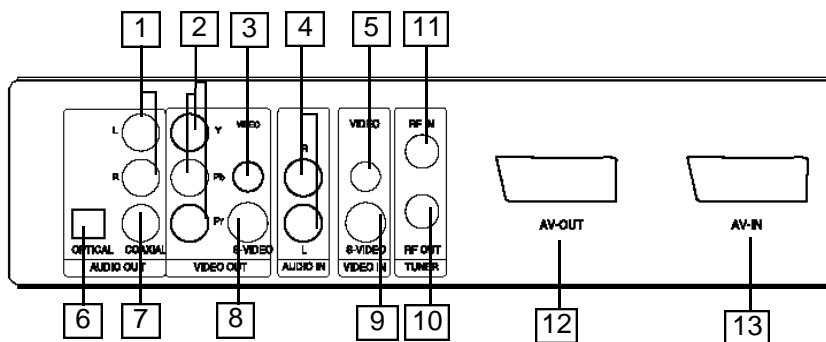 1 2 3 4 5 11
L Y VIDEO R VIDEO RF IN
R Pb
Pr
AV-OUT AV-IN
OPTICAL COAXIAL S-VIDEO L S-VIDEO RF OUT
AUDIO OUT VIDEO OUT AUDIO IN VIDEO IN TUNER
6 7 8 9 10 12 13